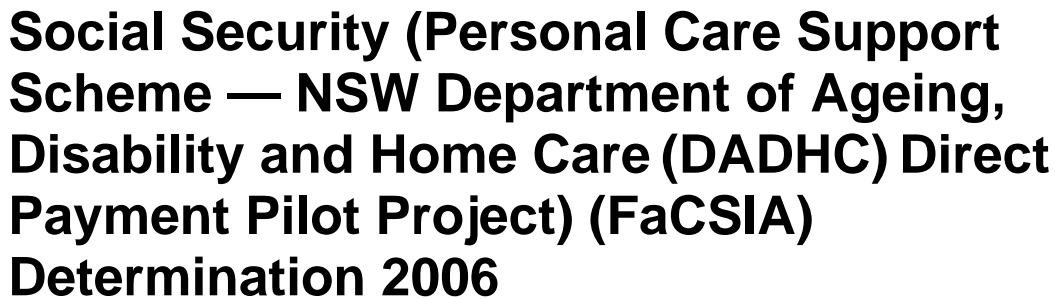 Social Security (Personal Care Support
Scheme — NSW Department of Ageing,
Disability and Home Care (DADHC) Direct
Payment Pilot Project) (FaCSIA)
Determination 2006